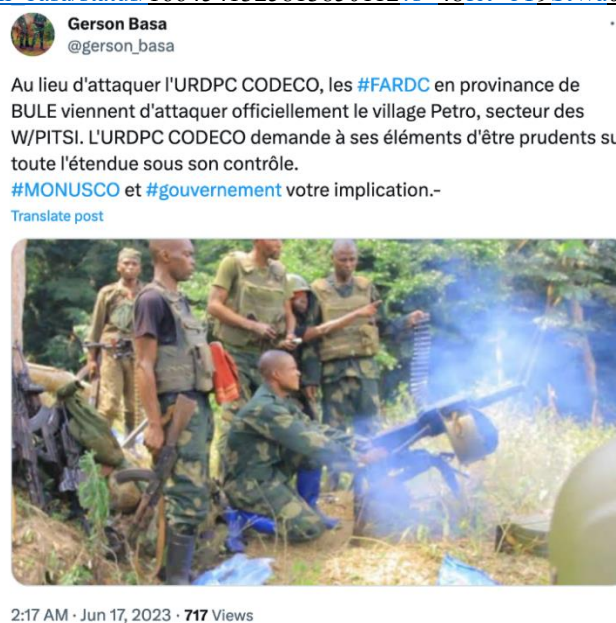 Gerson Basa
@gerson_basa
Au lieu d'attaquer l'URDPC CODECO, les #FARDC en provinance de
BULE viennent d'attaquer officiellement le village Petro, secteur des
W/PITSI. L'URDPC CODECO demande à ses éléments d'être prudents su
toute l'étendue sous son contrôle.
#MONUSCO et #gouvernement votre implication.-
Translate post
2:17 AM · Jun 17, 2023 · 717 Views